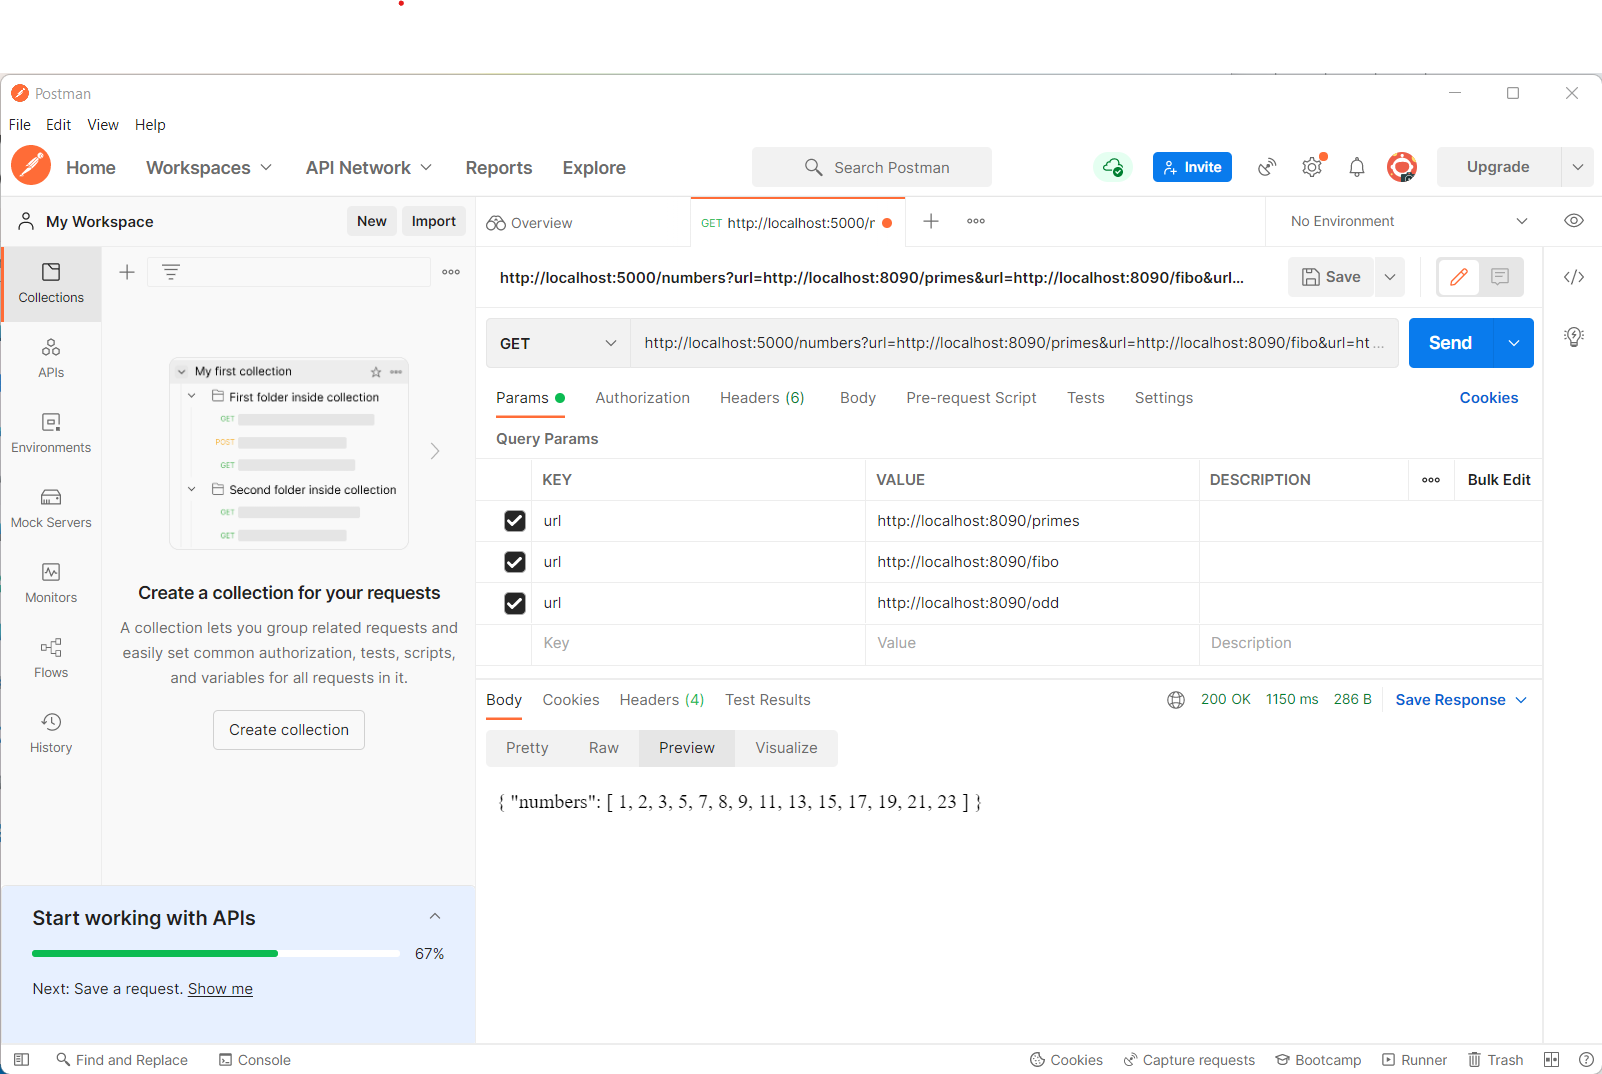 Postman
File Edit View Help
Home Workspaces API Network Reports Explore Search Postman Invite Upgrade
My Workspace New Import
Overview GET http://localhost:5000/r No Environment
Collections
APIs
Environments
Mock Servers
Monitors
Flows
History
My first collection
First folder inside collection
GET
POST
GET
Second folder inside collection
GET
GET
Create a collection for your requests
A collection lets you group related requests and
easily set common authorization, tests, scripts,
and variables for all requests in it.
Create collection
Start working with APIs
67%
Next: Save a request. Show me
http://localhost:5000/numbers?url=http://localhost:8090/primes&url=http://localhost:8090/fibo&url... Save
GET http://localhost:5000/numbers?url=http://localhost:8090/primes&url=http://localhost:8090/fibo&url=ht ... Send
Params Authorization Headers (6) Body Pre-request Script Tests Settings Cookies
Query Params
KEY VALUE DESCRIPTION Bulk Edit
url http://localhost:8090/primes
url http://localhost:8090/fibo
url http://localhost:8090/odd
Key Value Description
Body Cookies Headers (4) Test Results 200 OK 1150 ms 286 B Save Response
Pretty Raw Preview Visualize
{ "numbers": [ 1, 2, 3, 5, 7, 8, 9, 11, 13, 15, 17, 19, 21, 23 ] }
Find and Replace Console Cookies Capture requests Bootcamp Runner Trash